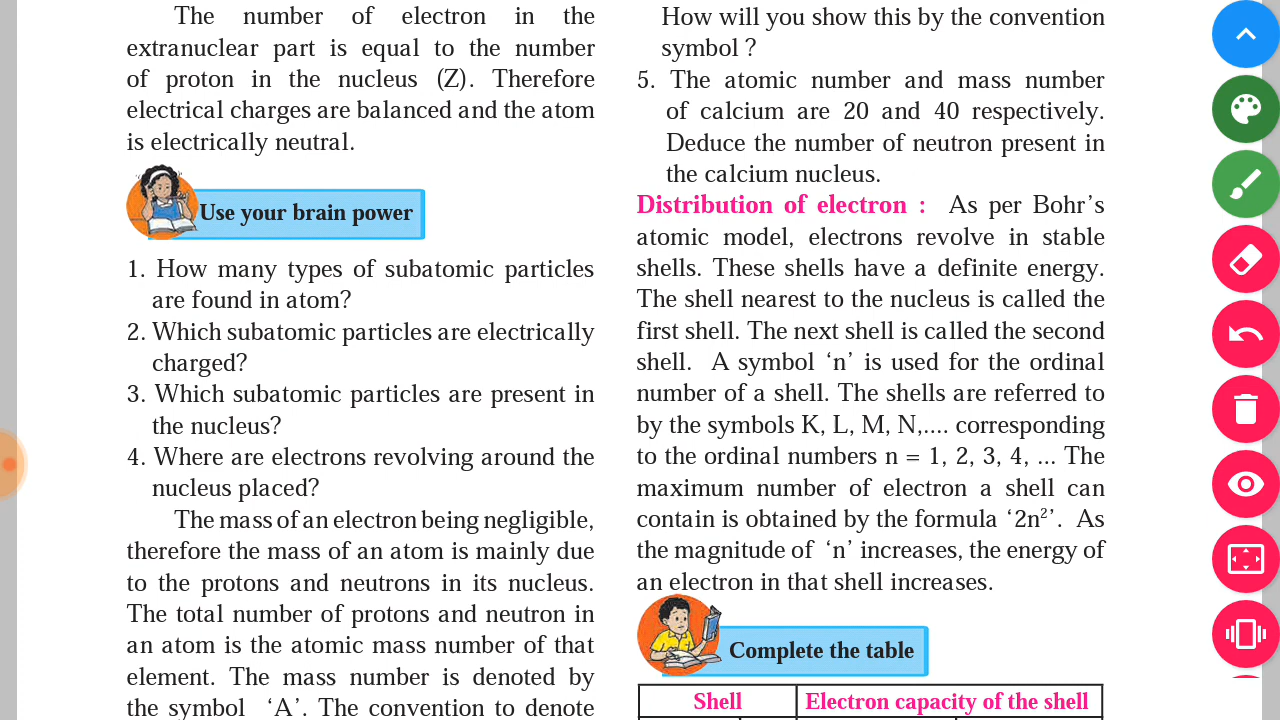 The number of electron in the
extranuclear part is equal to the number
of proton in the nucleus (Z). Therefore
electrical charges are balanced and the atom
is electrically neutral.
Use your brain power
1. How many types of subatomic particles
are found in atom?
2. Which subatomic particles are electrically
charged?
3. Which subatomic particles are present in
the nucleus?
4. Where are electrons revolving around the
nucleus placed?
The mass of an electron being negligible,
therefore the mass of an atom is mainly due
to the protons and neutrons in its nucleus.
The total number of protons and neutron in
an atom is the atomic mass number of that
element. The mass number is denoted by
the symbol ‘A’. The convention to denote
How will you show this by the convention
symbol ?
5. The atomic number and mass number
of calcium are 20 and 40 respectively.
Deduce the number of neutron present in
the calcium nucleus.
Distribution of electron : As per Bohr’s
atomic model, electrons revolve in stable
shells. These shells have a definite energy.
The shell nearest to the nucleus is called the
first shell. The next shell is called the second
shell. A symbol ‘n’ is used for the ordinal
number of a shell. The shells are referred to
by the symbols K, L, M, N,.... corresponding
to the ordinal numbers n = 1, 2, 3, 4, ... The
maximum number of electron a shell can
contain is obtained by the formula ‘2n²’. As
the magnitude of ‘n’ increases, the energy of
an electron in that shell increases.
Complete the table
Shell Electron capacity of the shell